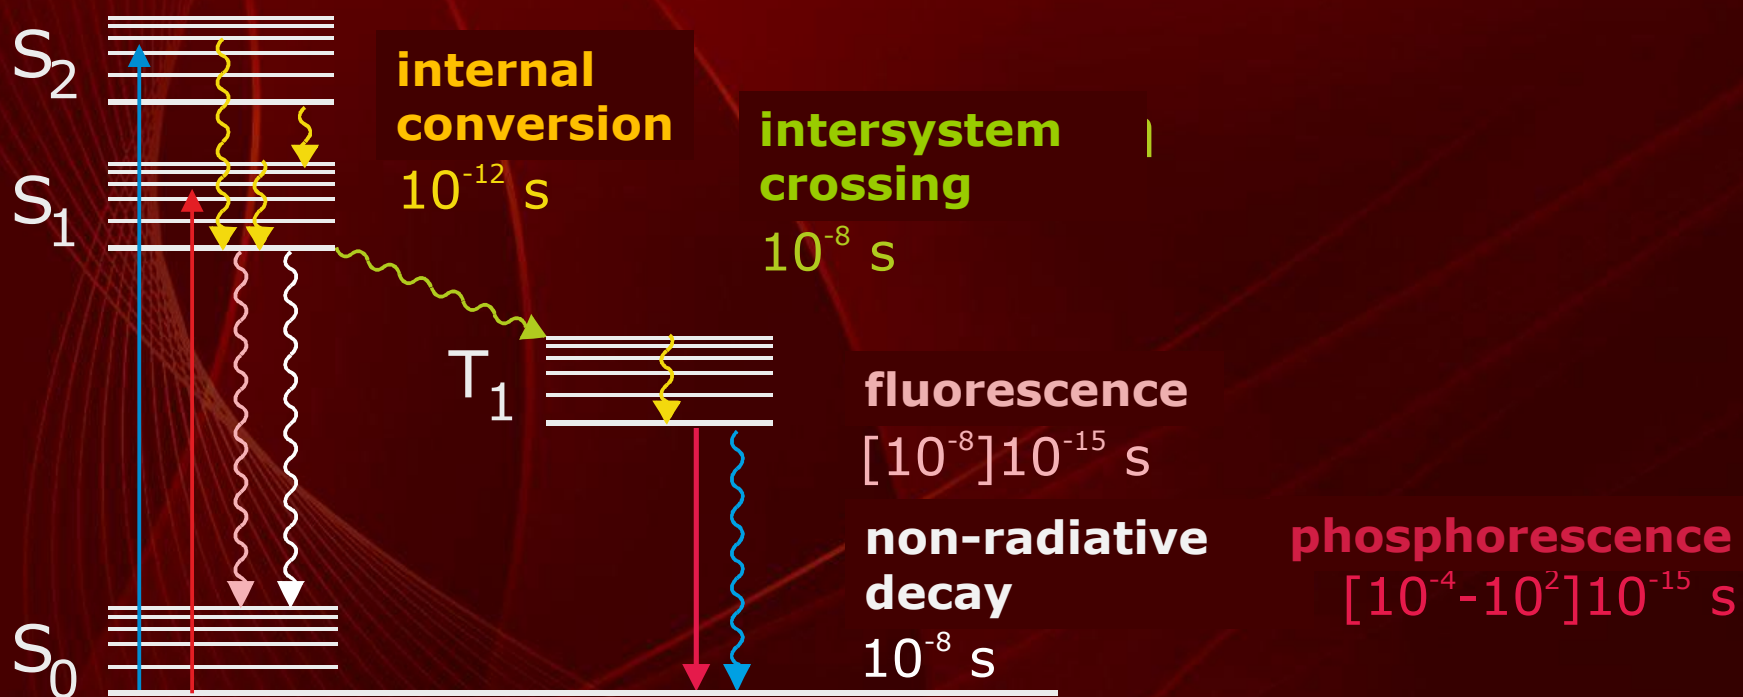 S₂
internal
conversion
10⁻¹² s
intersystem
crossing
10⁻⁸ s
S₁
T₁
fluorescence
[10⁻⁸]10⁻¹⁵ s
non-radiative
decay
10⁻⁸ s
phosphorescence
[10⁻⁴-10²]10⁻¹⁵ s
S₀